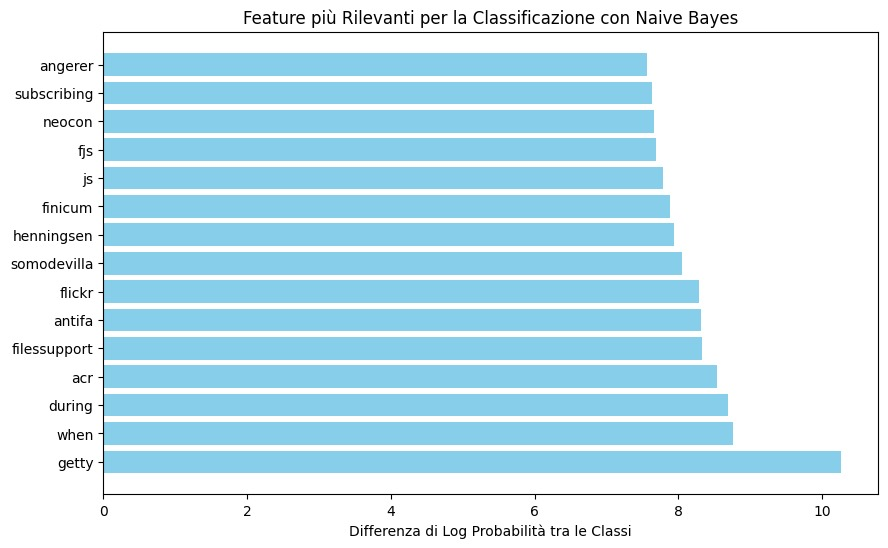 Feature più Rilevanti per la Classificazione con Naive Bayes
angerer
subscribing
neocon
fjs
js
finicum
henningsen
somodevilla
flickr
antifa
filessupport
acr
during
when
getty
0 2 4 6 8 10
Differenza di Log Probabilità tra le Classi